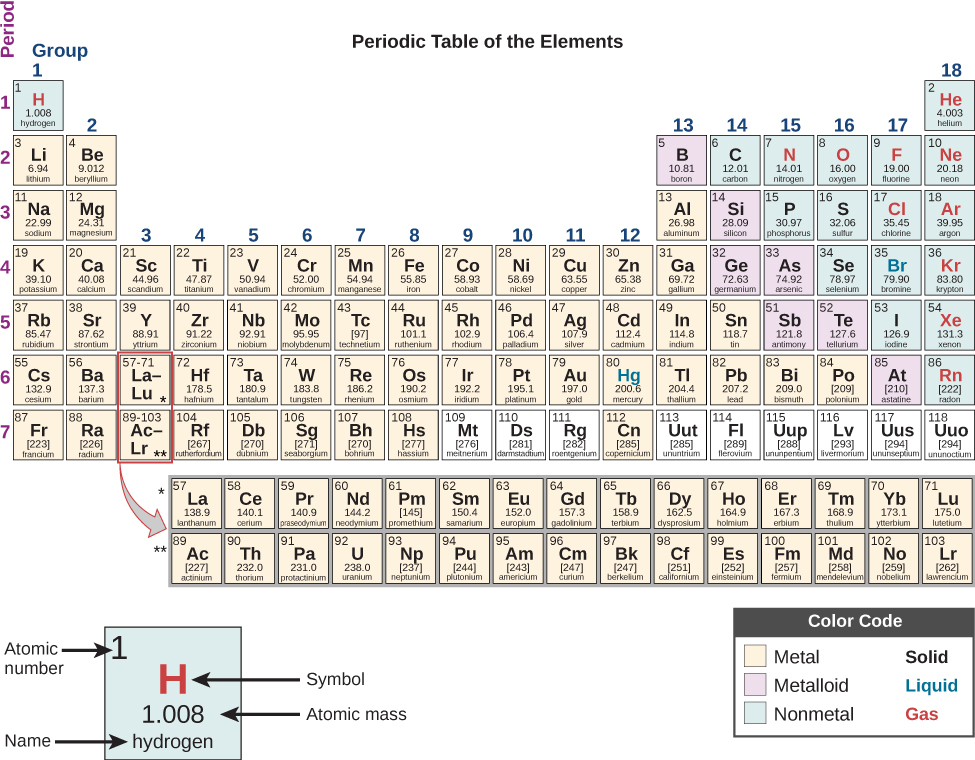 Period
Periodic Table of the Elements
Group
1 18
1 1 H 1.008 hydrogen 2 He 4.003 helium
2 13 14 15 16 17
2 3 Li 6.94 lithium 4 Be 9.012 beryllium 5 B 10.81 boron 6 C 12.01 carbon 7 N 14.01 nitrogen 8 O 16.00 oxygen 9 F 19.00 fluorine 10 Ne 20.18 neon
3 11 Na 22.99 sodium 12 Mg 24.31 magnesium 13 Al 26.98 aluminum 14 Si 28.09 silicon 15 P 30.97 phosphorus 16 S 32.06 sulfur 17 Cl 35.45 chlorine 18 Ar 39.95 argon
3 4 5 6 7 8 9 10 11 12
4 19 K 39.10 potassium 20 Ca 40.08 calcium 21 Sc 44.96 scandium 22 Ti 47.87 titanium 23 V 50.94 vanadium 24 Cr 52.00 chromium 25 Mn 54.94 manganese 26 Fe 55.85 iron 27 Co 58.93 cobalt 28 Ni 58.69 nickel 29 Cu 63.55 copper 30 Zn 65.38 zinc 31 Ga 69.72 gallium 32 Ge 72.63 germanium 33 As 74.92 arsenic 34 Se 78.97 selenium 35 Br 79.90 bromine 36 Kr 83.80 krypton
5 37 Rb 85.47 rubidium 38 Sr 87.62 strontium 39 Y 88.91 yttrium 40 Zr 91.22 zirconium 41 Nb 92.91 niobium 42 Mo 95.95 molybdenum 43 Tc [97] technetium 44 Ru 101.1 ruthenium 45 Rh 102.9 rhodium 46 Pd 106.4 palladium 47 Ag 107.9 silver 48 Cd 112.4 cadmium 49 In 114.8 indium 50 Sn 118.7 tin 51 Sb 121.8 antimony 52 Te 127.6 tellurium 53 I 126.9 iodine 54 Xe 131.3 xenon
6 55 Cs 132.9 cesium 56 Ba 137.3 barium 57-71 La– Lu * 72 Hf 178.5 hafnium 73 Ta 180.9 tantalum 74 W 183.8 tungsten 75 Re 186.2 rhenium 76 Os 190.2 osmium 77 Ir 192.2 iridium 78 Pt 195.1 platinum 79 Au 197.0 gold 80 Hg 200.6 mercury 81 Tl 204.4 thallium 82 Pb 207.2 lead 83 Bi 209.0 bismuth 84 Po [209] polonium 85 At [210] astatine 86 Rn [222] radon
7 87 Fr [223] francium 88 Ra [226] radium 89-103 Ac– Lr ** 104 Rf [267] rutherfordium 105 Db [270] dubnium 106 Sg [271] seaborgium 107 Bh [270] bohrium 108 Hs [277] hassium 109 Mt [276] meitnerium 110 Ds [281] darmstadtium 111 Rg [282] roentgenium 112 Cn [285] copernicium 113 Uut [285] ununtrium 114 Fl [289] flerovium 115 Uup [288] ununpentium 116 Lv [293] livermorium 117 Uus [294] ununseptium 118 Uuo [294] ununoctium
* 57 La 138.9 lanthanum 58 Ce 140.1 cerium 59 Pr 140.9 praseodymium 60 Nd 144.2 neodymium 61 Pm [145] promethium 62 Sm 150.4 samarium 63 Eu 152.0 europium 64 Gd 157.3 gadolinium 65 Tb 158.9 terbium 66 Dy 162.5 dysprosium 67 Ho 164.9 holmium 68 Er 167.3 erbium 69 Tm 168.9 thulium 70 Yb 173.1 ytterbium 71 Lu 175.0 lutetium
** 89 Ac [227] actinium 90 Th 232.0 thorium 91 Pa 231.0 protactinium 92 U 238.0 uranium 93 Np [237] neptunium 94 Pu [244] plutonium 95 Am [243] americium 96 Cm [247] curium 97 Bk [247] berkelium 98 Cf [251] californium 99 Es [252] einsteinium 100 Fm [257] fermium 101 Md [258] mendelevium 102 No [259] nobelium 103 Lr [262] lawrencium
Atomic
number
1
H
Symbol
1.008
Atomic mass
Name
hydrogen
Color Code
Metal Solid
Metalloid Liquid
Nonmetal Gas